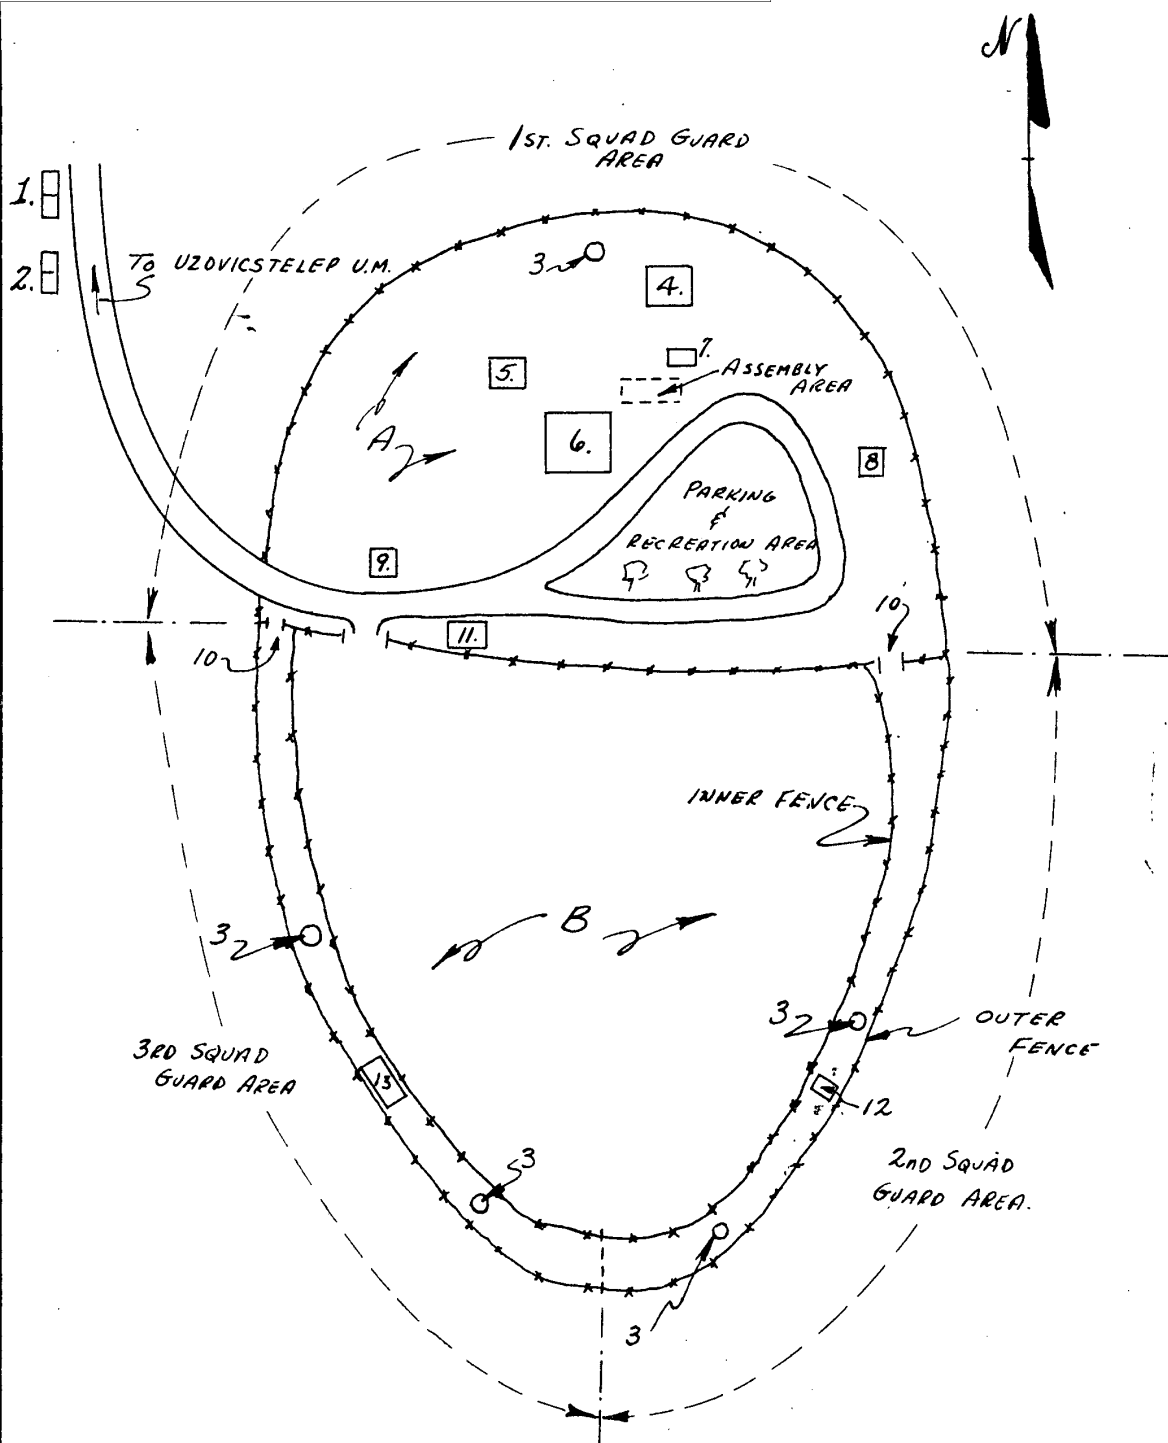 N
1ST. SQUAD GUARD
AREA
1.
2.
TO UZOVICSTELEP U.M.
3
4.
7.
5.
ASSEMBLY
AREA
A
6.
8
PARKING
&
RECREATION AREA
9.
10
11.
10
INNER FENCE
B
3
3
OUTER
FENCE
3RD SQUAD
GUARD AREA
13
12
3
2ND SQUAD
GUARD AREA.
3